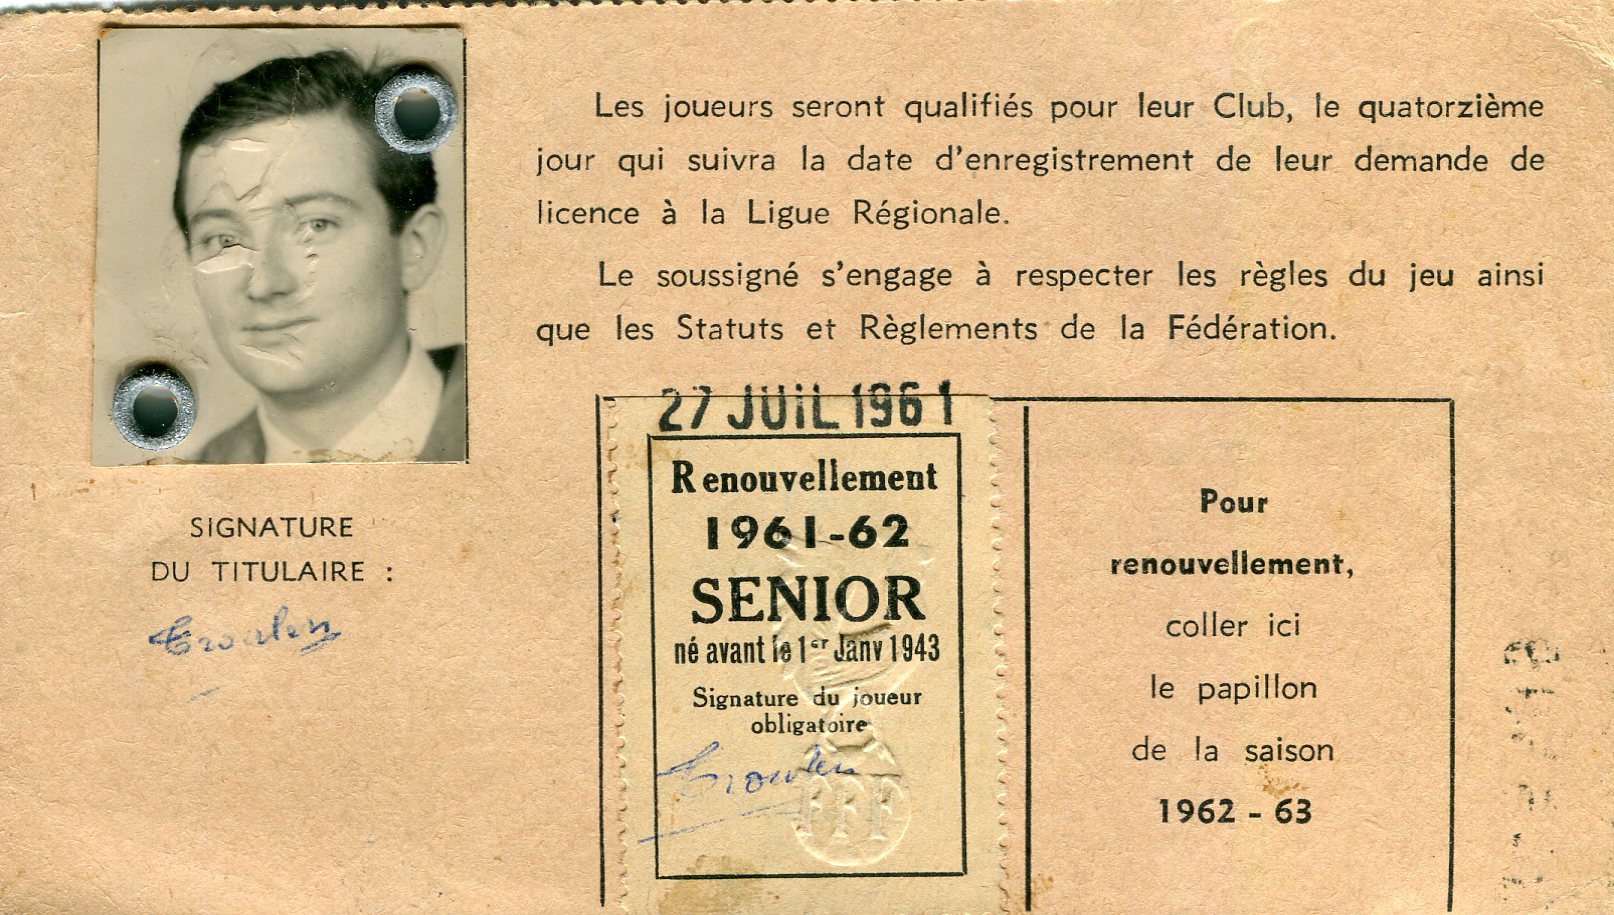 Les joueurs seront qualifiés pour leur Club, le quatorzième
jour qui suivra la date d'enregistrement de leur demande de
licence à la Ligue Régionale.
Le soussigné s'engage à respecter les règles du jeu ainsi
que les Statuts et Règlements de la Fédération.
SIGNATURE
DU TITULAIRE :
27 JUIL 1961
Renouvellement
1961-62
SENIOR
né avant le 1er Janv 1943
Signature du joueur
obligatoire
FFF
Pour
renouvellement,
coller ici
le papillon
de la saison
1962 - 63